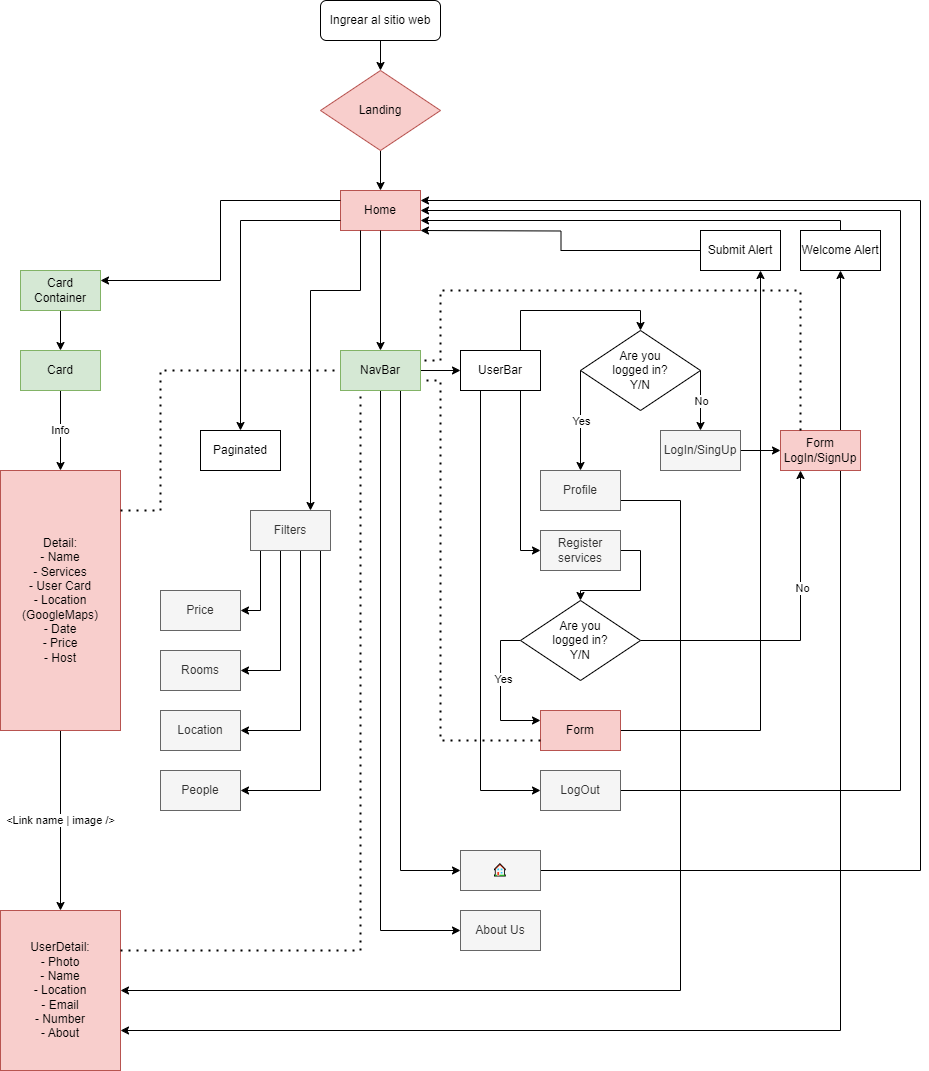 Ingrear al sitio web
Landing
Home
Submit Alert
Welcome Alert
Card
Container
Card
Info
NavBar
UserBar
Are you
logged in?
Y/N
Yes
No
Paginated
LogIn/SingUp
Form
LogIn/SignUp
Profile
Filters
Register
services
Detail:
- Name
- Services
- User Card
- Location
(GoogleMaps)
- Date
- Price
- Host
Price
Rooms
Location
People
Are you
logged in?
Y/N
No
Yes
Form
LogOut
<Link name | image />
About Us
UserDetail:
- Photo
- Name
- Location
- Email
- Number
- About